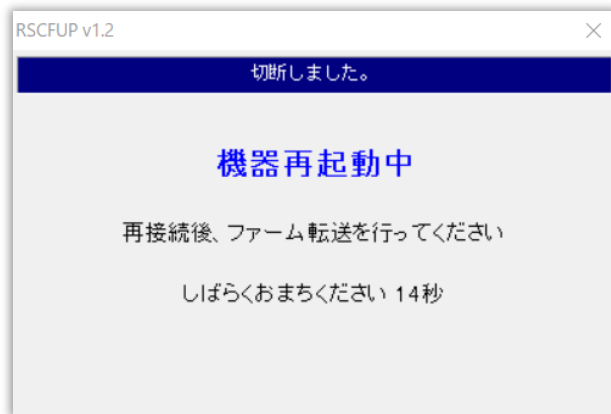 RSCFUP v1.2
切断しました。
機器再起動中
再接続後、ファーム転送を行ってください
しばらくおまちください 14秒